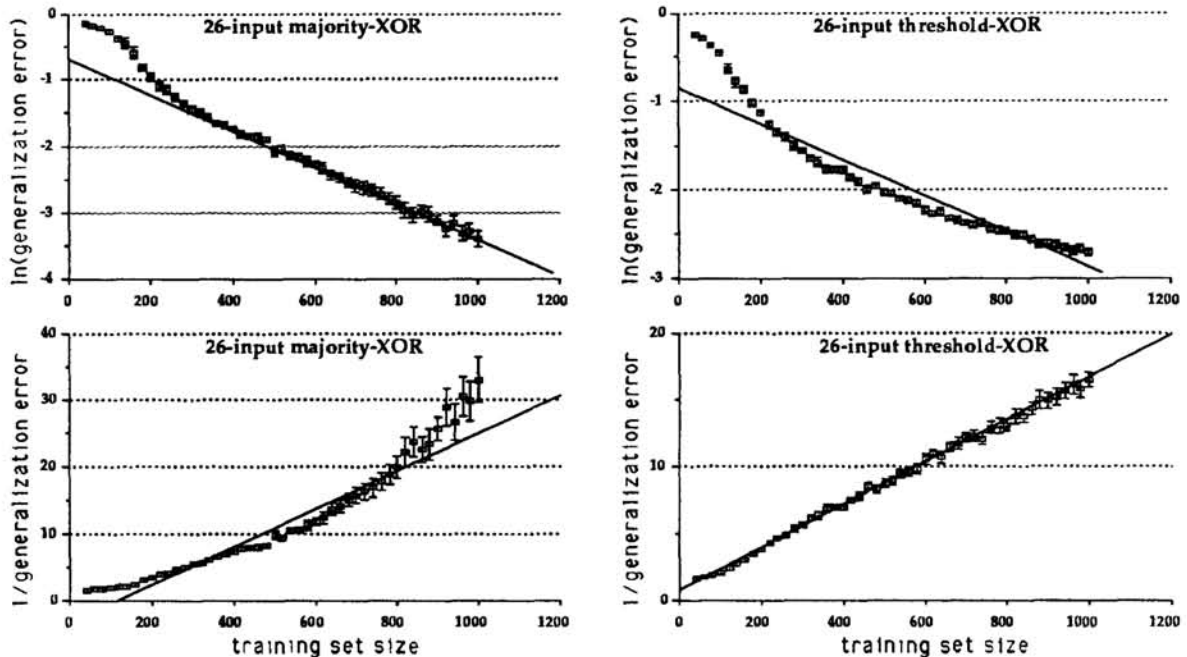 26-input majority-XOR
ln(generalization error)
0
-1
-2
-3
-4
0 200 400 600 800 1000 1200
26-input threshold-XOR
ln(generalization error)
0
-1
-2
-3
0 200 400 600 800 1000 1200
26-input majority-XOR
1/generalization error
40
30
20
10
0
0 200 400 600 800 1000 1200
training set size
26-input threshold-XOR
1/generalization error
20
10
0
0 200 400 600 800 1000 1200
training set size